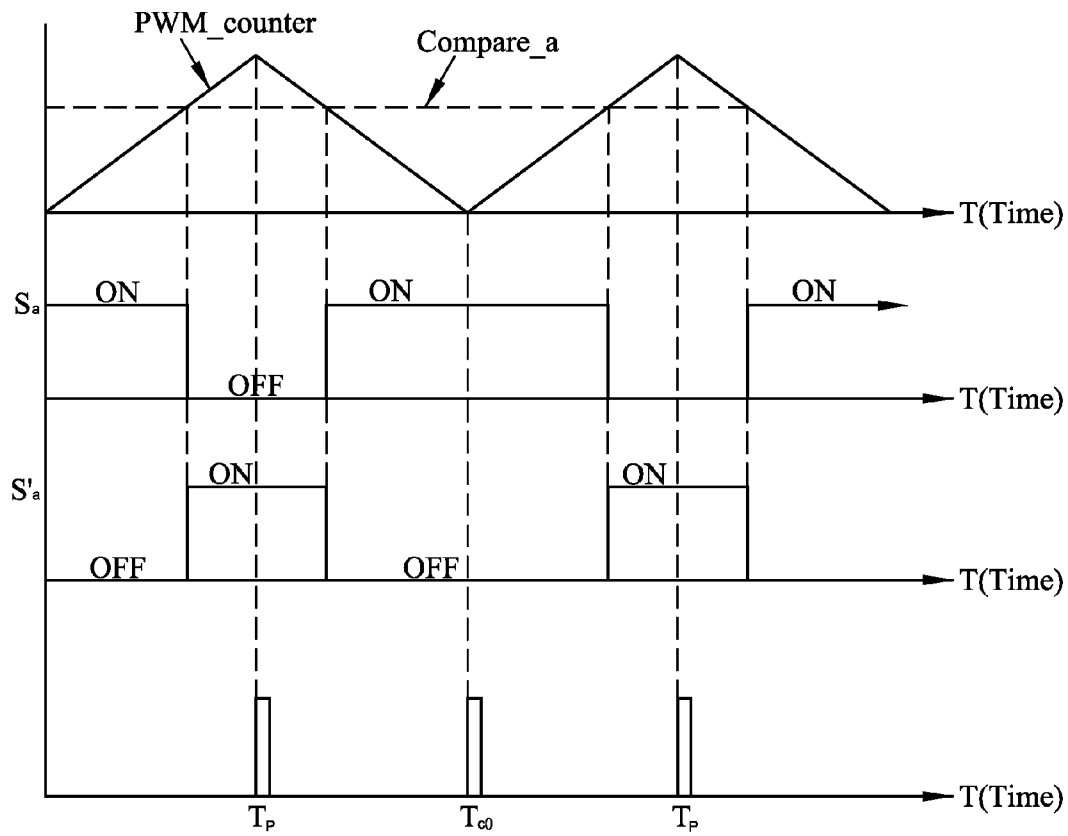 PWM_counter
Compare_a
T(Time)
Sa ON ON ON
OFF
T(Time)
S'a ON ON
OFF OFF
T(Time)
TP Tc0 TP
T(Time)